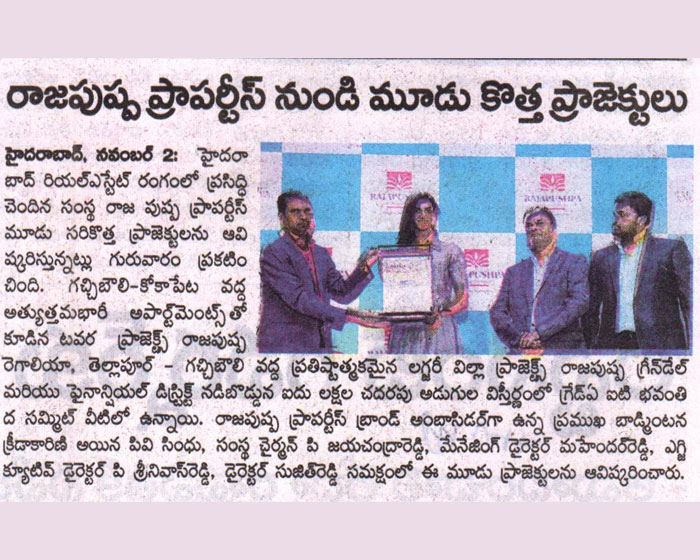 రాజపుష్ప ప్రాపర్టీస్ నుండి మూడు కొత్త ప్రాజెక్టులు
హైదరాబాద్, నవంబర్ 2: హైదరా
బాద్ రియల్ఎస్టేట్ రంగంలో ప్రసిద్ధి
చెందిన సంస్థ రాజ పుష్ప ప్రాపర్టీస్
మూడు సరికొత్త ప్రాజెక్టులను ఆవి
ష్కరిస్తున్నట్లు గురువారం ప్రకటిం
చింది. గచ్చిబౌలి-కోకాపేట వద్ద
అత్యుత్తమభారీ అపార్ట్‌మెంట్స్‌తో
కూడిన టవర ప్రాజెక్ట్ రాజపుష్ప
రెగాలియా, తెల్లాపూర్ - గచ్చిబౌలి వద్ద ప్రతిష్టాత్మకమైన లగ్జరీ విల్లా ప్రాజెక్ట్ రాజపుష్ప గ్రీన్‌డేల్
మరియు ఫైనాన్షియల్ డిస్ట్రిక్ట్ నడిబొడ్డున ఐదు లక్షల చదరపు అడుగుల విస్తీర్ణంలో గ్రేడ్ఏ ఐటి భవంతి
ద సమ్మిట్ వీటిలో ఉన్నాయి. రాజపుష్ప ప్రాపర్టీస్ బ్రాండ్ అంబాసిడర్‌గా ఉన్న ప్రముఖ బాడ్మింటన
క్రీడాకారిణి అయిన పివి సింధు, సంస్థ ఛైర్మన్ పి జయచంద్రారెడ్డి, మేనేజింగ్ డైరెక్టర్ మహేందర్‌రెడ్డి, ఎగ్జి
క్యూటివ్ డైరెక్టర్ పి శ్రీనివాస్‌రెడ్డి, డైరెక్టర్ సుజిత్‌రెడ్డి సమక్షంలో ఈ మూడు ప్రాజెక్టులను ఆవిష్కరించారు.
RAJAPUSHPA
RAJAPUSHPA